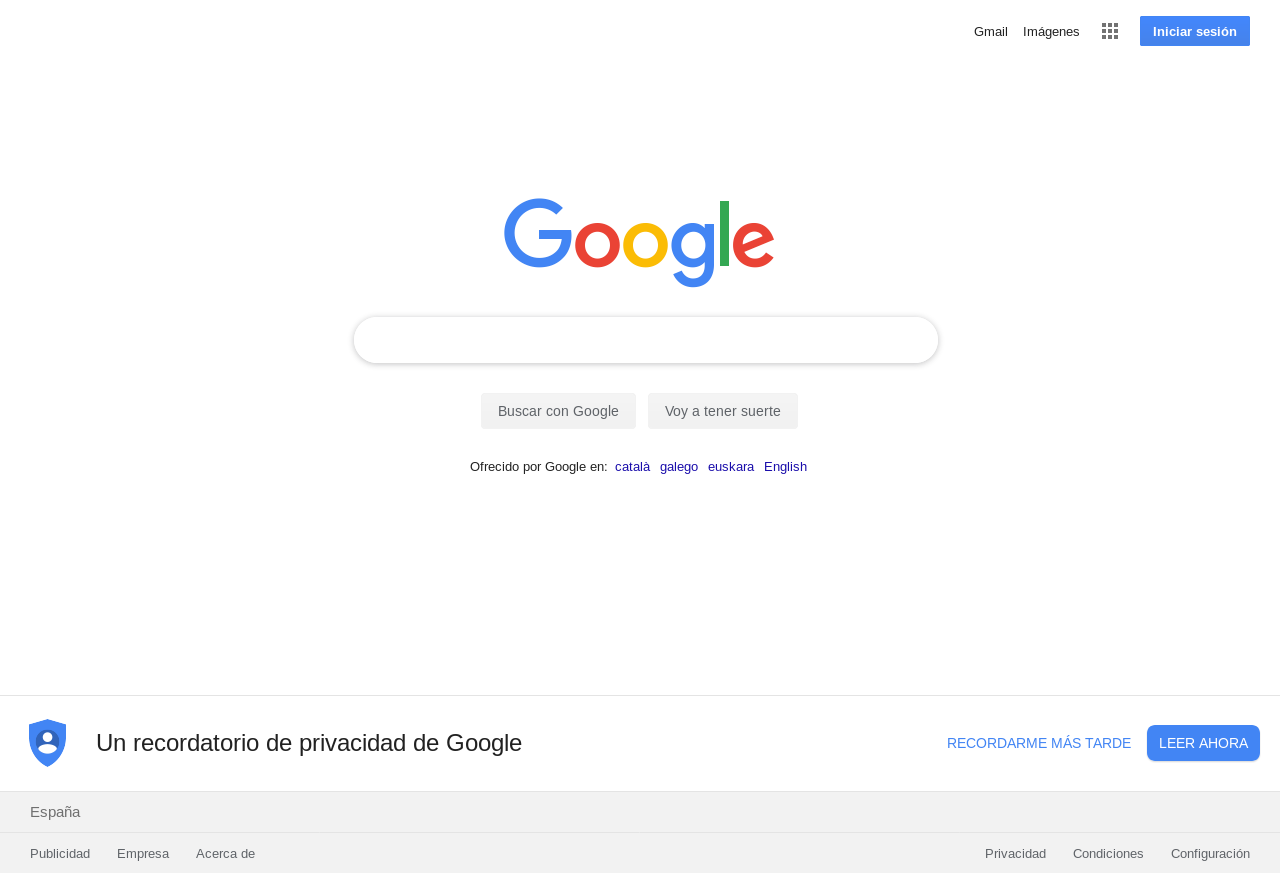 Gmail Imágenes Iniciar sesión
Google
Buscar con Google Voy a tener suerte
Ofrecido por Google en: català galego euskara English
Un recordatorio de privacidad de Google RECORDARME MÁS TARDE LEER AHORA
España
Publicidad Empresa Acerca de Privacidad Condiciones Configuración